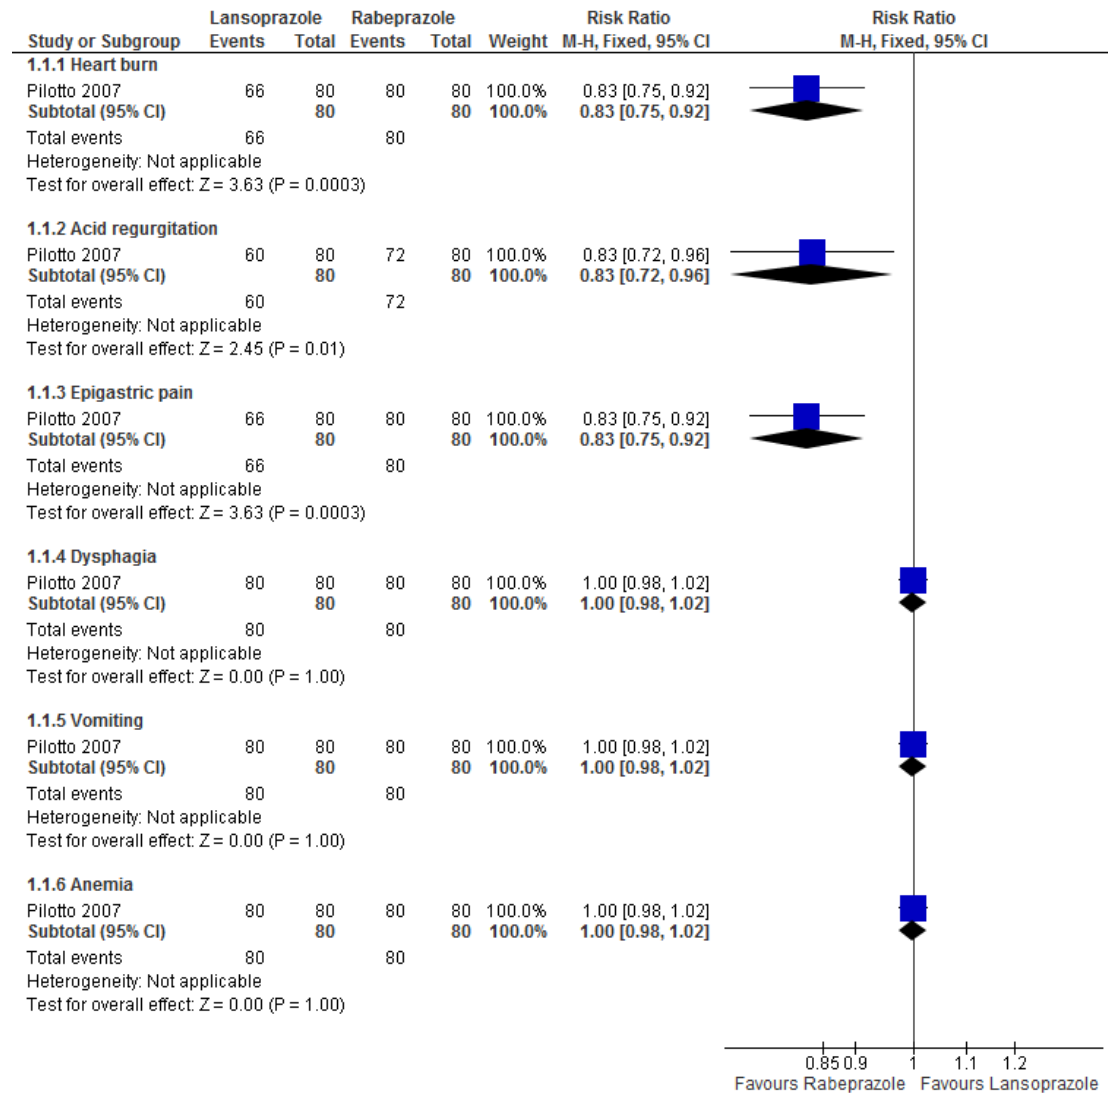 Lansoprazole Rabeprazole Risk Ratio Risk Ratio
Study or Subgroup Events Total Events Total Weight M-H, Fixed, 95% CI M-H, Fixed, 95% CI
1.1.1 Heart burn
Pilotto 2007 66 80 80 80 100.0% 0.83 [0.75, 0.92]
Subtotal (95% CI) 80 80 100.0% 0.83 [0.75, 0.92]
Total events 66 80
Heterogeneity: Not applicable
Test for overall effect: Z = 3.63 (P = 0.0003)
1.1.2 Acid regurgitation
Pilotto 2007 60 80 72 80 100.0% 0.83 [0.72, 0.96]
Subtotal (95% CI) 80 80 100.0% 0.83 [0.72, 0.96]
Total events 60 72
Heterogeneity: Not applicable
Test for overall effect: Z = 2.45 (P = 0.01)
1.1.3 Epigastric pain
Pilotto 2007 66 80 80 80 100.0% 0.83 [0.75, 0.92]
Subtotal (95% CI) 80 80 100.0% 0.83 [0.75, 0.92]
Total events 66 80
Heterogeneity: Not applicable
Test for overall effect: Z = 3.63 (P = 0.0003)
1.1.4 Dysphagia
Pilotto 2007 80 80 80 80 100.0% 1.00 [0.98, 1.02]
Subtotal (95% CI) 80 80 100.0% 1.00 [0.98, 1.02]
Total events 80 80
Heterogeneity: Not applicable
Test for overall effect: Z = 0.00 (P = 1.00)
1.1.5 Vomiting
Pilotto 2007 80 80 80 80 100.0% 1.00 [0.98, 1.02]
Subtotal (95% CI) 80 80 100.0% 1.00 [0.98, 1.02]
Total events 80 80
Heterogeneity: Not applicable
Test for overall effect: Z = 0.00 (P = 1.00)
1.1.6 Anemia
Pilotto 2007 80 80 80 80 100.0% 1.00 [0.98, 1.02]
Subtotal (95% CI) 80 80 100.0% 1.00 [0.98, 1.02]
Total events 80 80
Heterogeneity: Not applicable
Test for overall effect: Z = 0.00 (P = 1.00)
0.85 0.9 1 1.1 1.2
Favours Rabeprazole Favours Lansoprazole